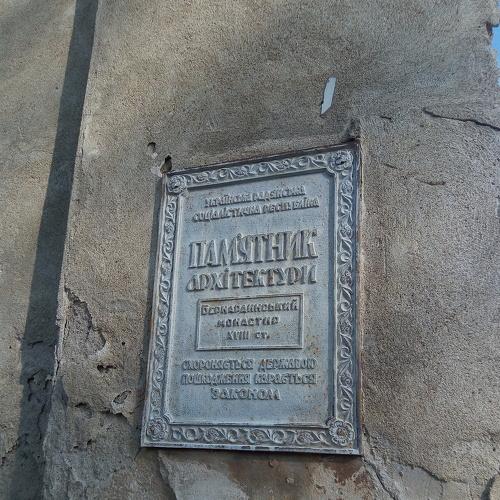 УКРАЇНСЬКА РАДЯНСЬКА
СОЦІАЛІСТИЧНА РЕСПУБЛІКА
ПАМ'ЯТНИК
АРХІТЕКТУРИ
БЕРНАРДИНСЬКИЙ
МОНАСТИР
XVIII СТ.
ОХОРОНЯЄТЬСЯ ДЕРЖАВОЮ
ПОШКОДЖЕННЯ КАРАЄТЬСЯ
ЗАКОНОМ